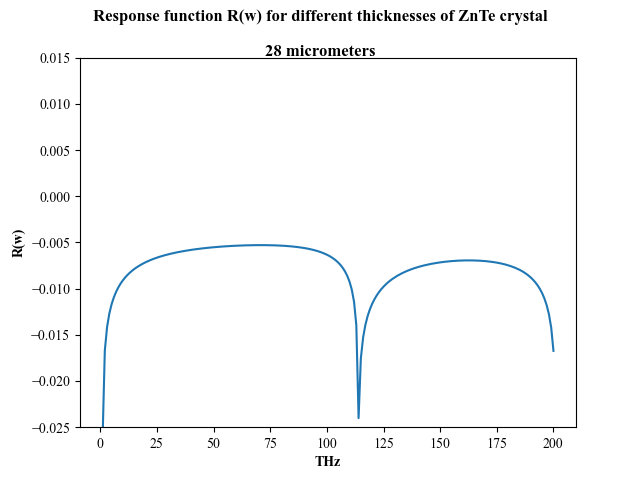 Response function R(w) for different thicknesses of ZnTe crystal
28 micrometers
0.015
0.010
0.005
0.000
−0.005
−0.010
−0.015
−0.020
−0.025
R(w)
0 25 50 75 100 125 150 175 200
THz